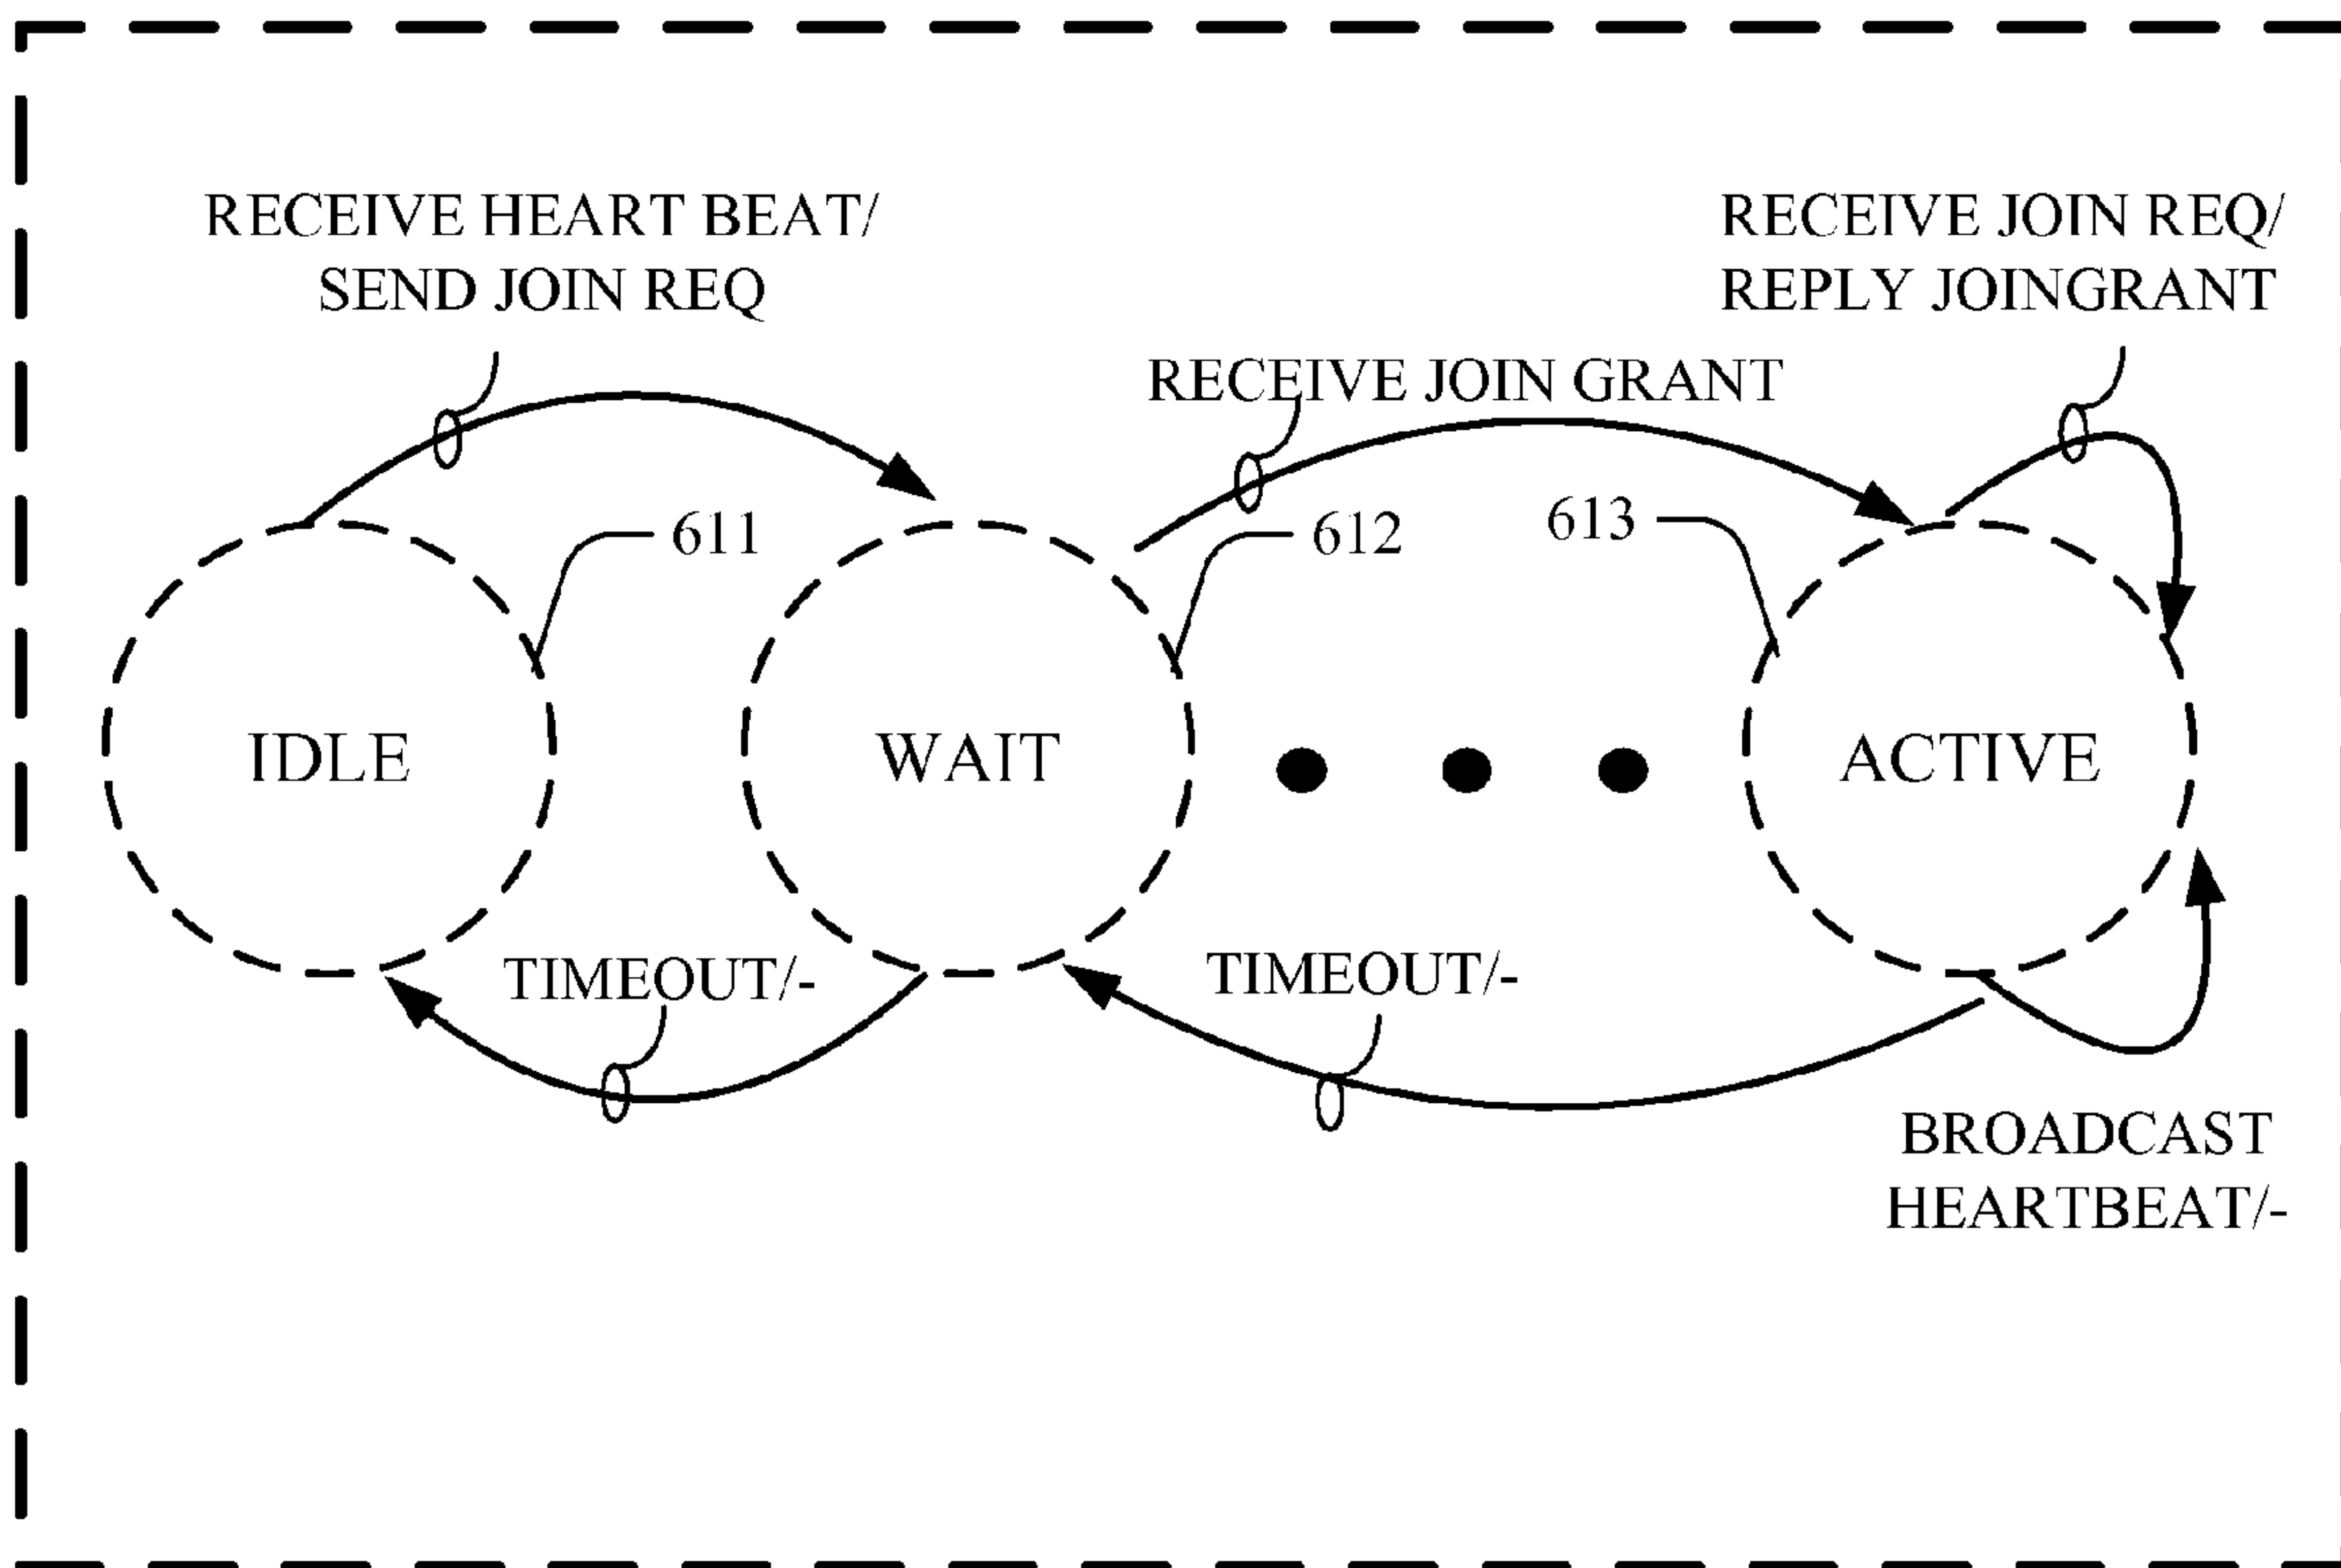 RECEIVE HEART BEAT/
SEND JOIN REQ
RECEIVE JOIN REQ/
REPLY JOINGRANT
RECEIVE JOIN GRANT
611
612
613
IDLE
WAIT
ACTIVE
TIMEOUT/-
TIMEOUT/-
BROADCAST
HEARTBEAT/-